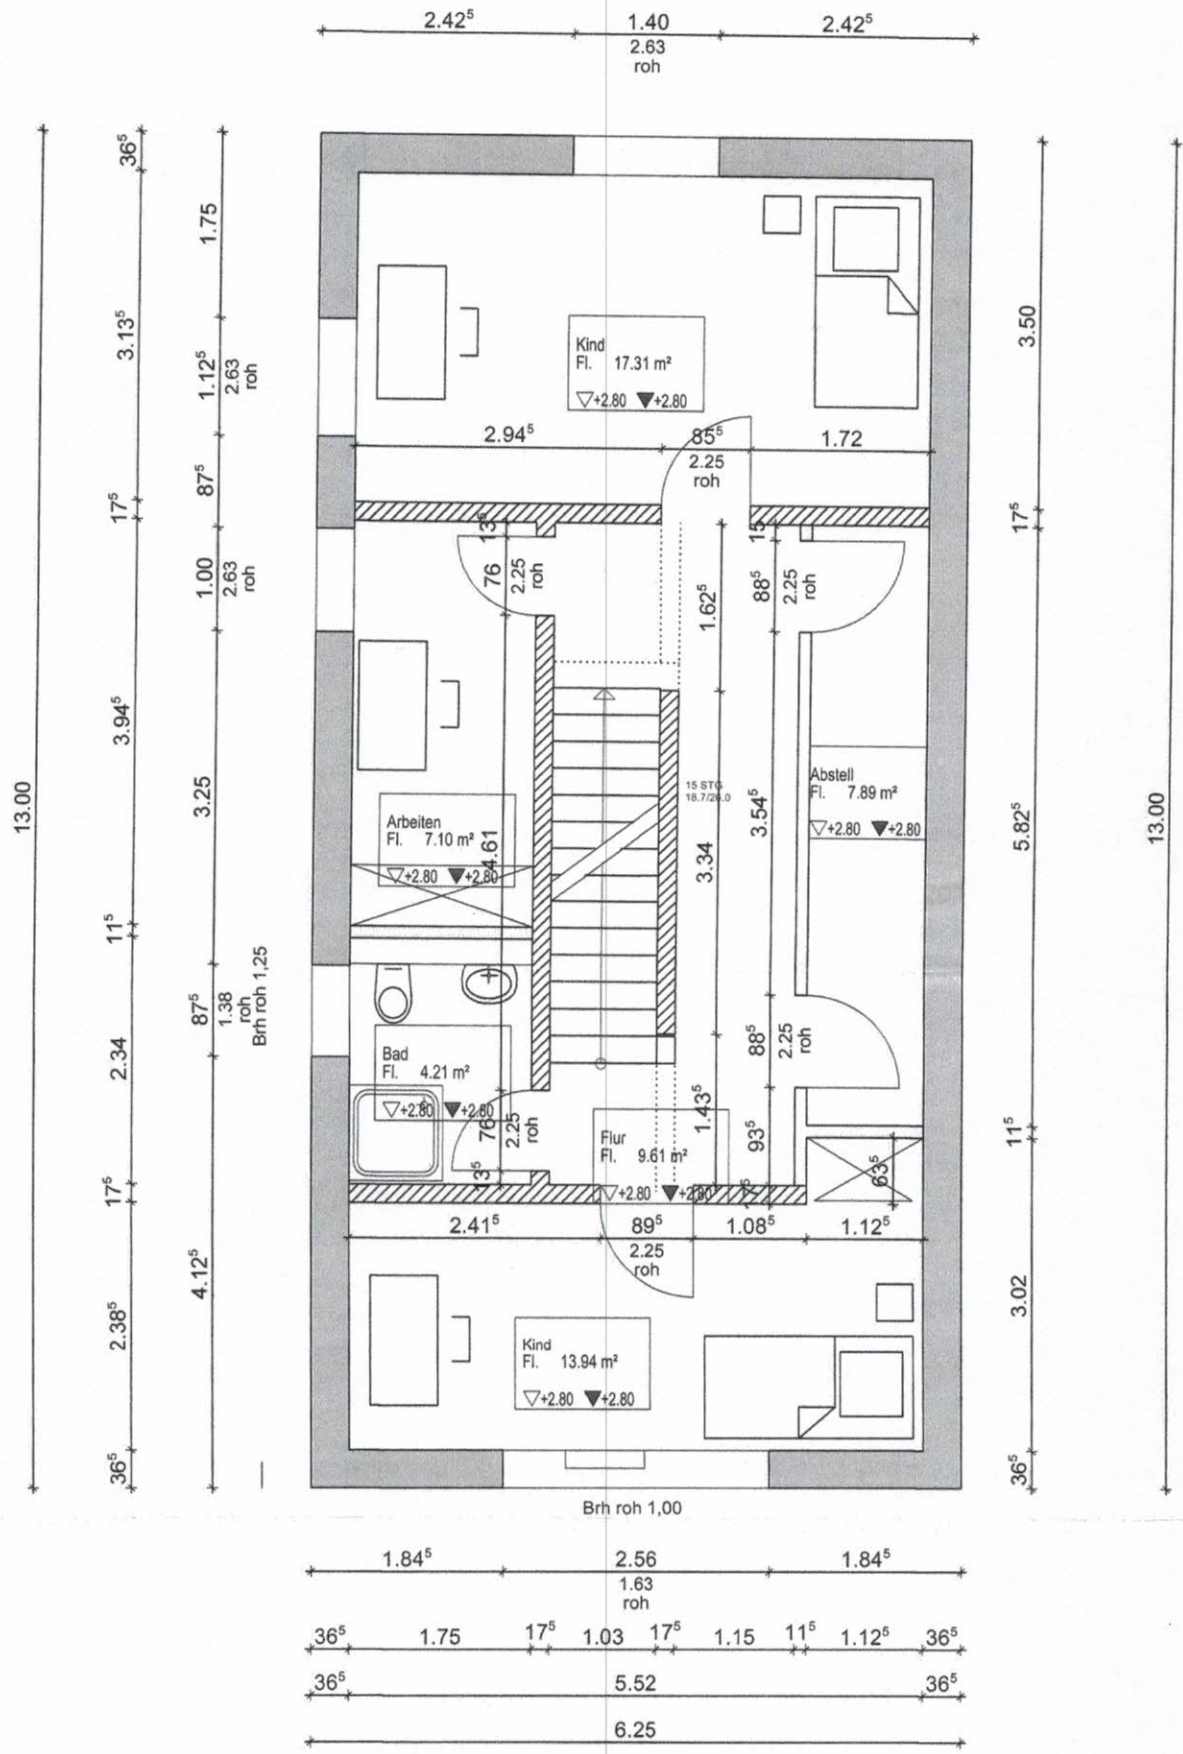 2.42⁵ 1.40 2.42⁵
2.63
roh
36⁵
1.75
3.13⁵
1.12⁵
2.63
roh
87⁵
17⁵
1.00
2.63
roh
13.00
3.94⁵
3.25
11⁵
87⁵
1.38
roh
Brh roh 1,25
2.34
17⁵
4.12⁵
2.38⁵
36⁵
Kind
Fl. 17.31 m²
+2.80 +2.80
2.94⁵ 85⁵ 1.72
2.25
roh
13⁵
76
2.25
roh
1.62⁵
15
88⁵
2.25
roh
15 STG
18.7/26.0
Arbeiten
Fl. 7.10 m²
+2.80 +2.80
4.61
3.34
3.54⁵
Abstell
Fl. 7.89 m²
+2.80 +2.80
88⁵
2.25
roh
Bad
Fl. 4.21 m²
+2.80 +2.80
76
2.25
roh
13⁵
1.43⁵
93⁵
Flur
Fl. 9.61 m²
+2.80 +2.80
63⁵
2.41⁵ 89⁵ 1.08⁵ 1.12⁵
2.25
roh
Kind
Fl. 13.94 m²
+2.80 +2.80
3.50
17⁵
5.82⁵
11⁵
3.02
36⁵
13.00
Brh roh 1,00
1.84⁵ 2.56 1.84⁵
1.63
roh
36⁵ 1.75 17⁵ 1.03 17⁵ 1.15 11⁵ 1.12⁵ 36⁵
36⁵ 5.52 36⁵
6.25